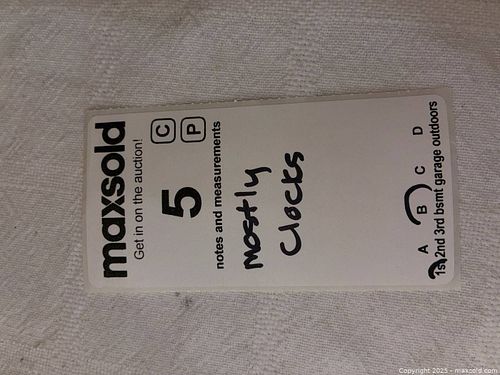 maxsold
Get in on the auction!
5
C
P
notes and measurements
mostly
Clocks
A B C D
1st 2nd 3rd bsmt garage outdoors
Copyright 2025 - maxsold.com